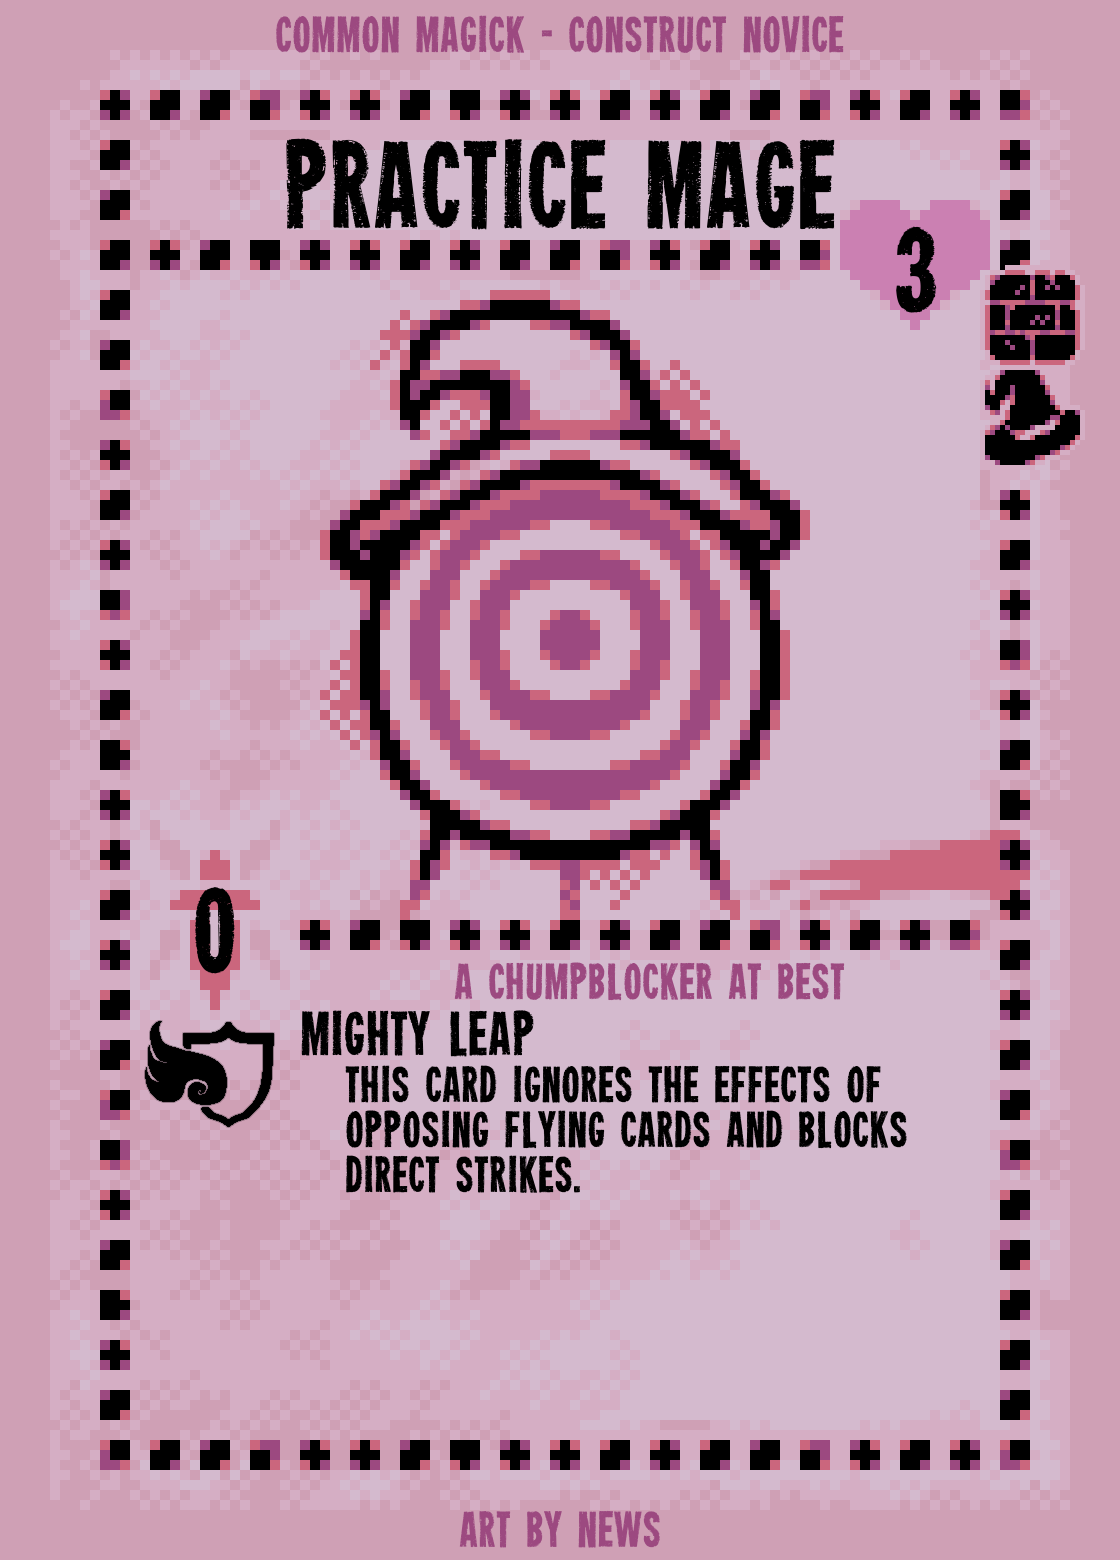 COMMON MAGICK - CONSTRUCT NOVICE
PRACTICE MAGE
3
0
A CHUMPBLOCKER AT BEST
MIGHTY LEAP
THIS CARD IGNORES THE EFFECTS OF
OPPOSING FLYING CARDS AND BLOCKS
DIRECT STRIKES.
ART BY NEWS